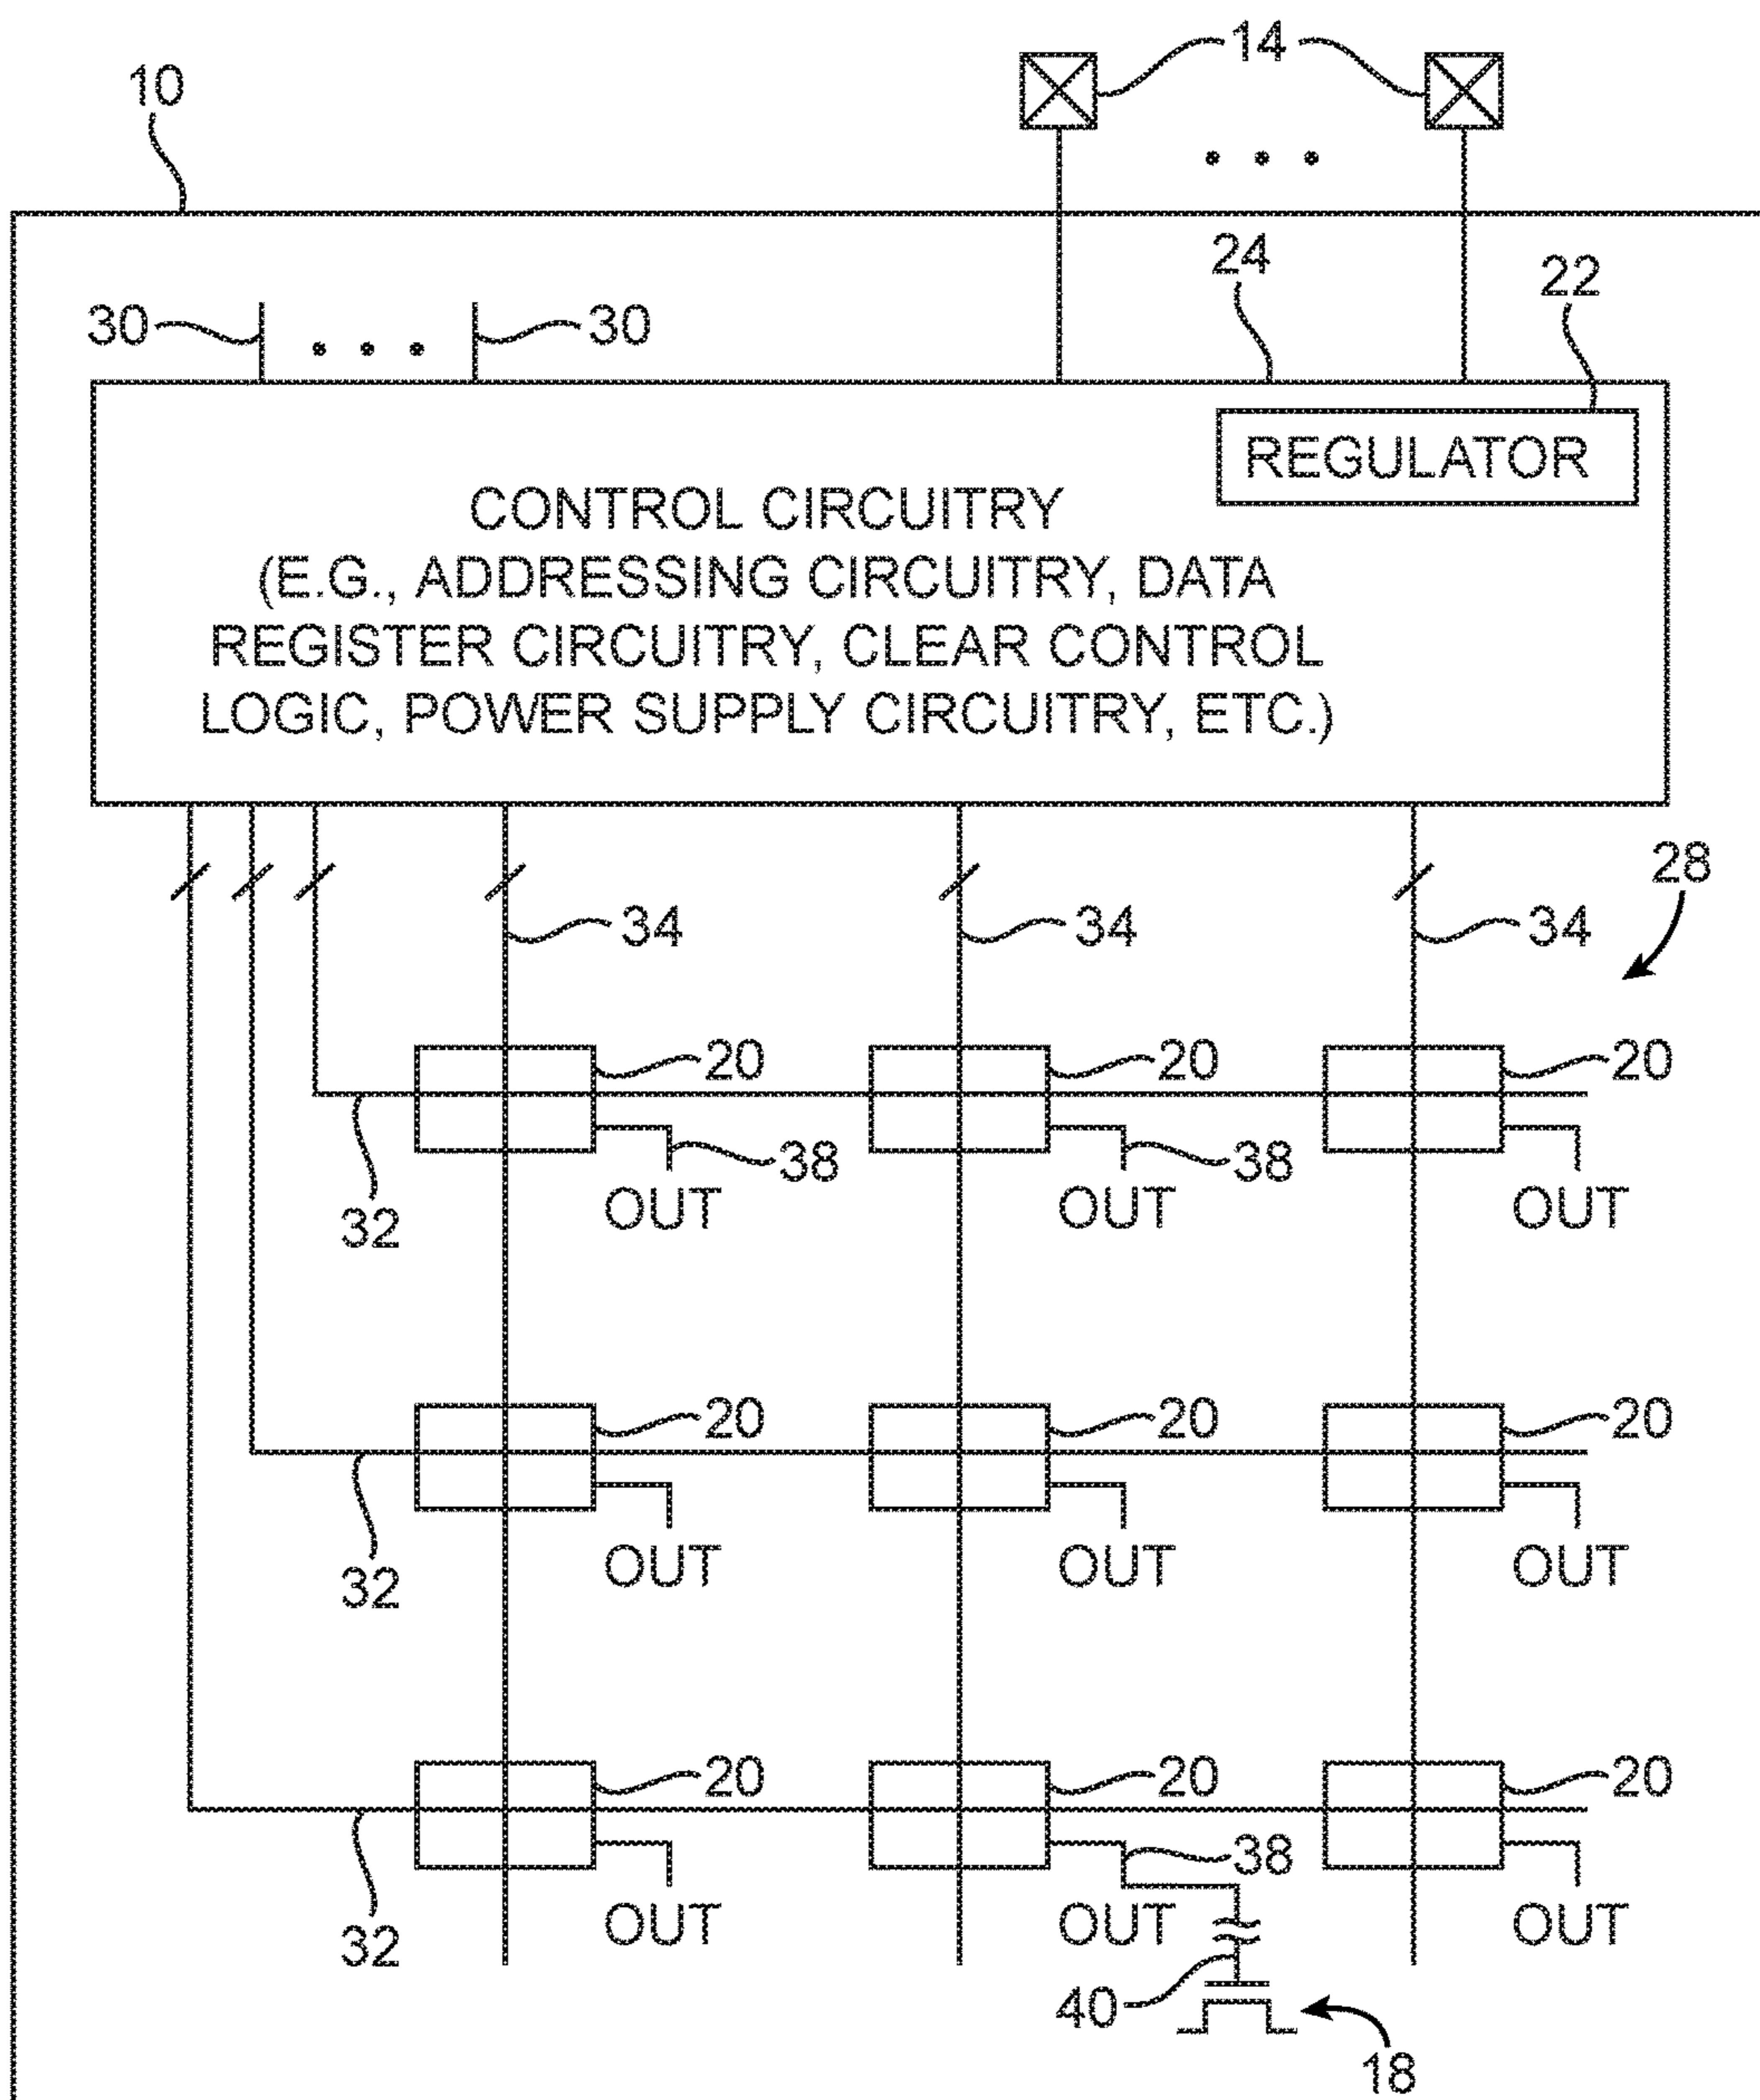 14
10
24
22
30
30
REGULATOR
CONTROL CIRCUITRY
(E.G., ADDRESSING CIRCUITRY, DATA
REGISTER CIRCUITRY, CLEAR CONTROL
LOGIC, POWER SUPPLY CIRCUITRY, ETC.)
28
34
34
34
20
20
20
38
38
32
OUT
OUT
OUT
20
20
20
32
OUT
OUT
OUT
20
20
20
38
32
OUT
OUT
OUT
40
18